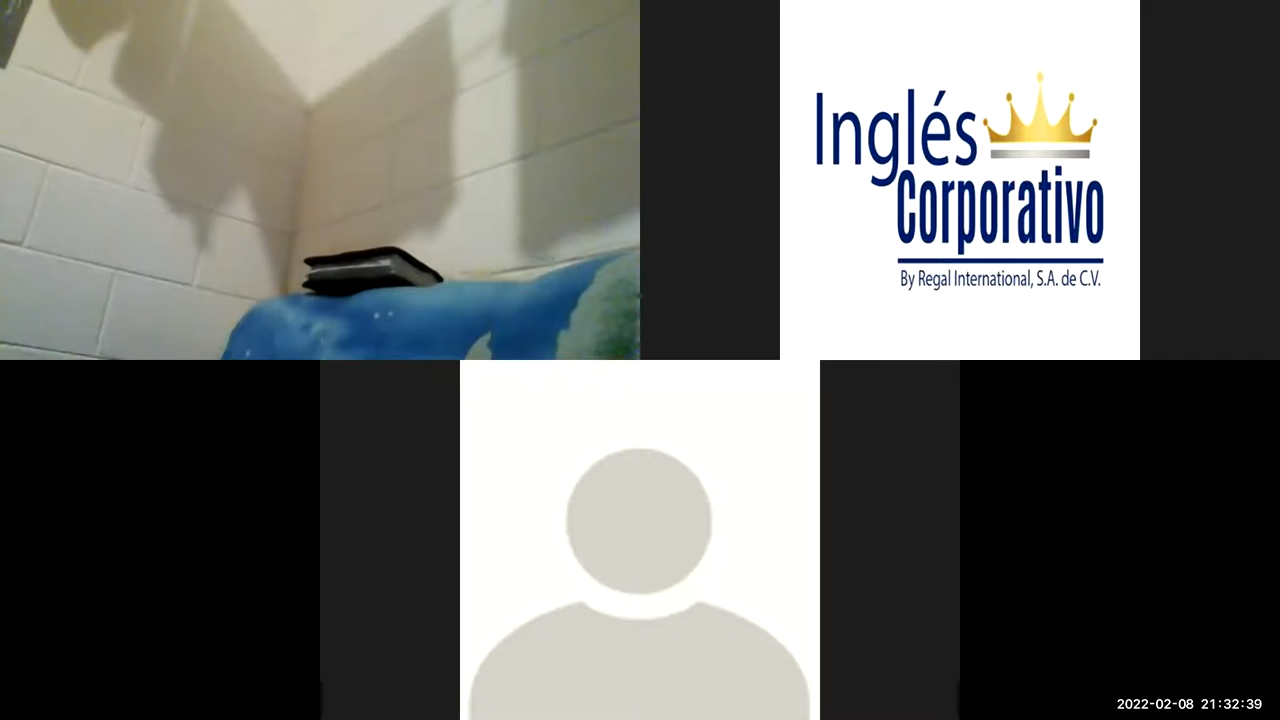 Inglés
Corporativo
By Regal International, S.A. de C.V.
2022-02-08 21:32:39